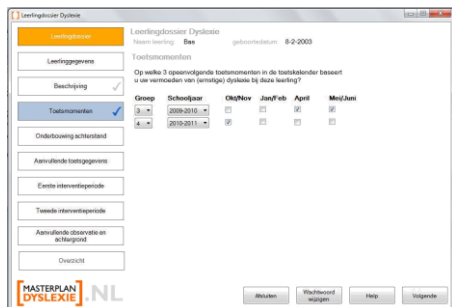 Leerlingdossier Dyslexie
Leerlingdossier
Leerlinggegevens
Beschrijving
Toetsmomenten
Onderbouwing achterstand
Aanvullende toetsgegevens
Eerste interventieperiode
Tweede interventieperiode
Aanvullende observatie en
achtergrond
Overzicht
MASTERPLAN
DYSLEXIE .NL
Leerlingdossier Dyslexie
Naam leerling Bas geboortedatum 8-2-2003
Toetsmomenten
Op welke 3 opeenvolgende toetsmomenten in de toetskalender baseert
u uw vermoeden van (ernstige) dyslexie bij deze leerling?
Groep Schooljaar Okt/Nov Jan/Feb April Mei/Juni
3 2009-2010
4 2010-2011
Afsluiten
Wachtwoord
wijzigen
Help
Volgende